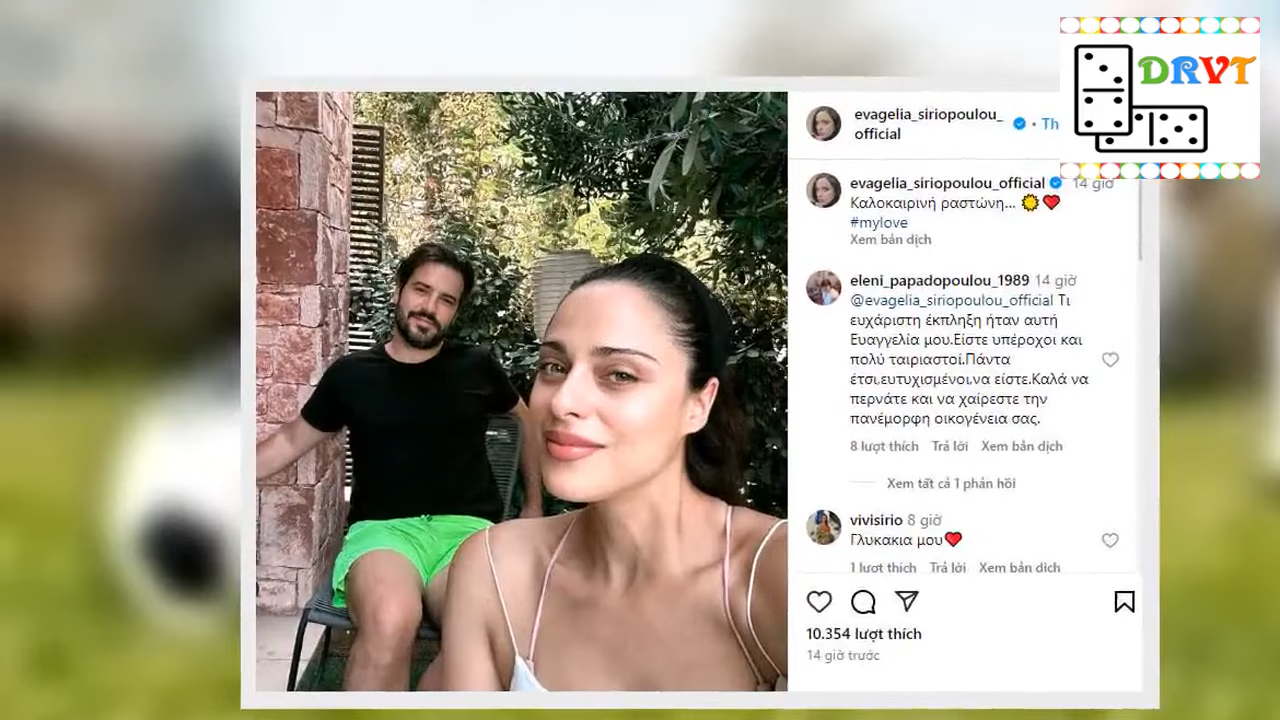 DRVT
evagelia_siriopoulou_
official
• Th
evagelia_siriopoulou_official 14 giờ
Καλοκαιρινή ραστώνη...
#mylove
Xem bản dịch
eleni_papadopoulou_1989 14 giờ
@evagelia_siriopoulou_official Τι
ευχάριστη έκπληξη ήταν αυτή
Ευαγγελία μου.Είστε υπέροχοι και
πολύ ταιριαστοί.Πάντα
έτσι,ευτυχισμένοι,να είστε.Καλά να
περνάτε και να χαίρεστε την
πανέμορφη οικογένεια σας.
8 lượt thích Trả lời Xem bản dịch
Xem tất cả 1 phản hồi
vivisirio 8 giờ
Γλυκακια μου
1 lượt thích Trả lời Xem bản dịch
10.354 lượt thích
14 giờ trước